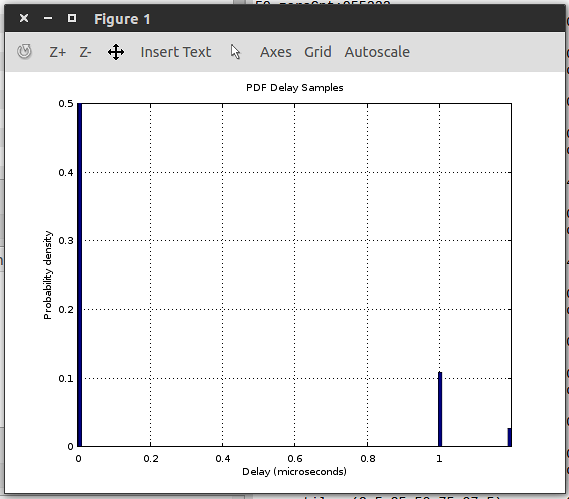 Figure 1
Z+ Z- Insert Text Axes Grid Autoscale
PDF Delay Samples
0.5
0.4
0.3
0.2
0.1
0
Probability density
0 0.2 0.4 0.6 0.8 1
Delay (microseconds)